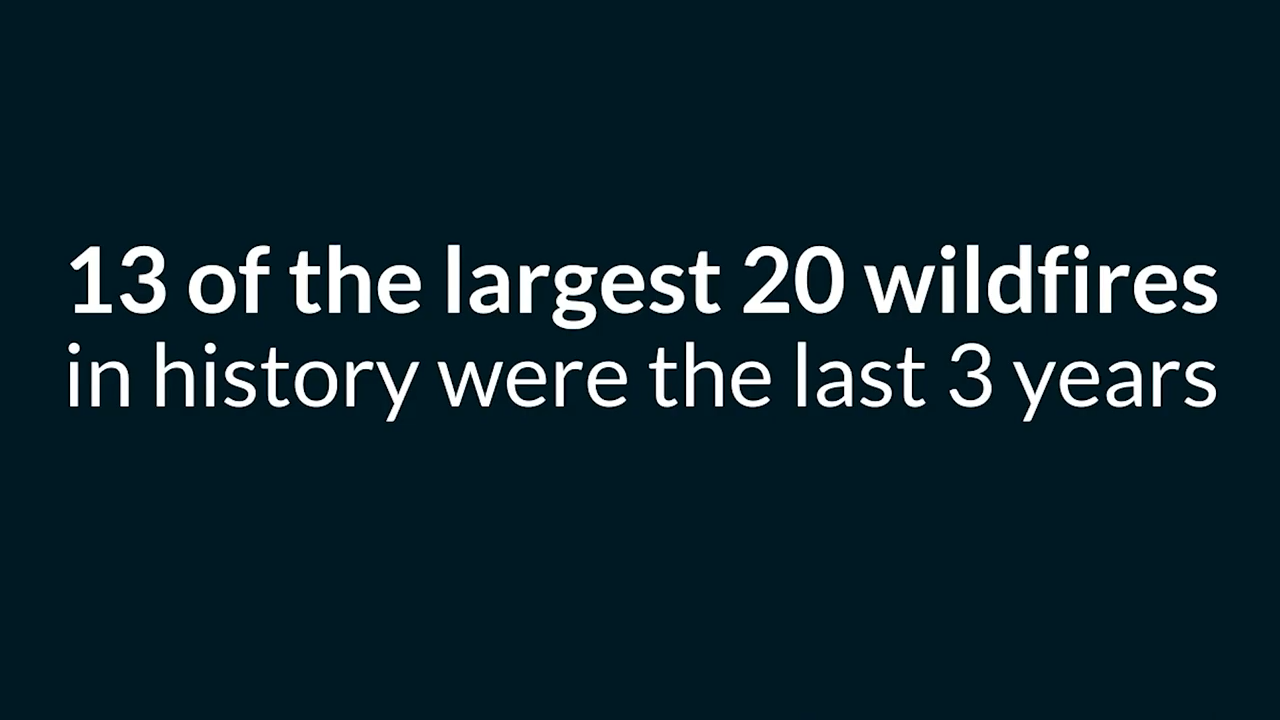 13 of the largest 20 wildfires
in history were the last 3 years